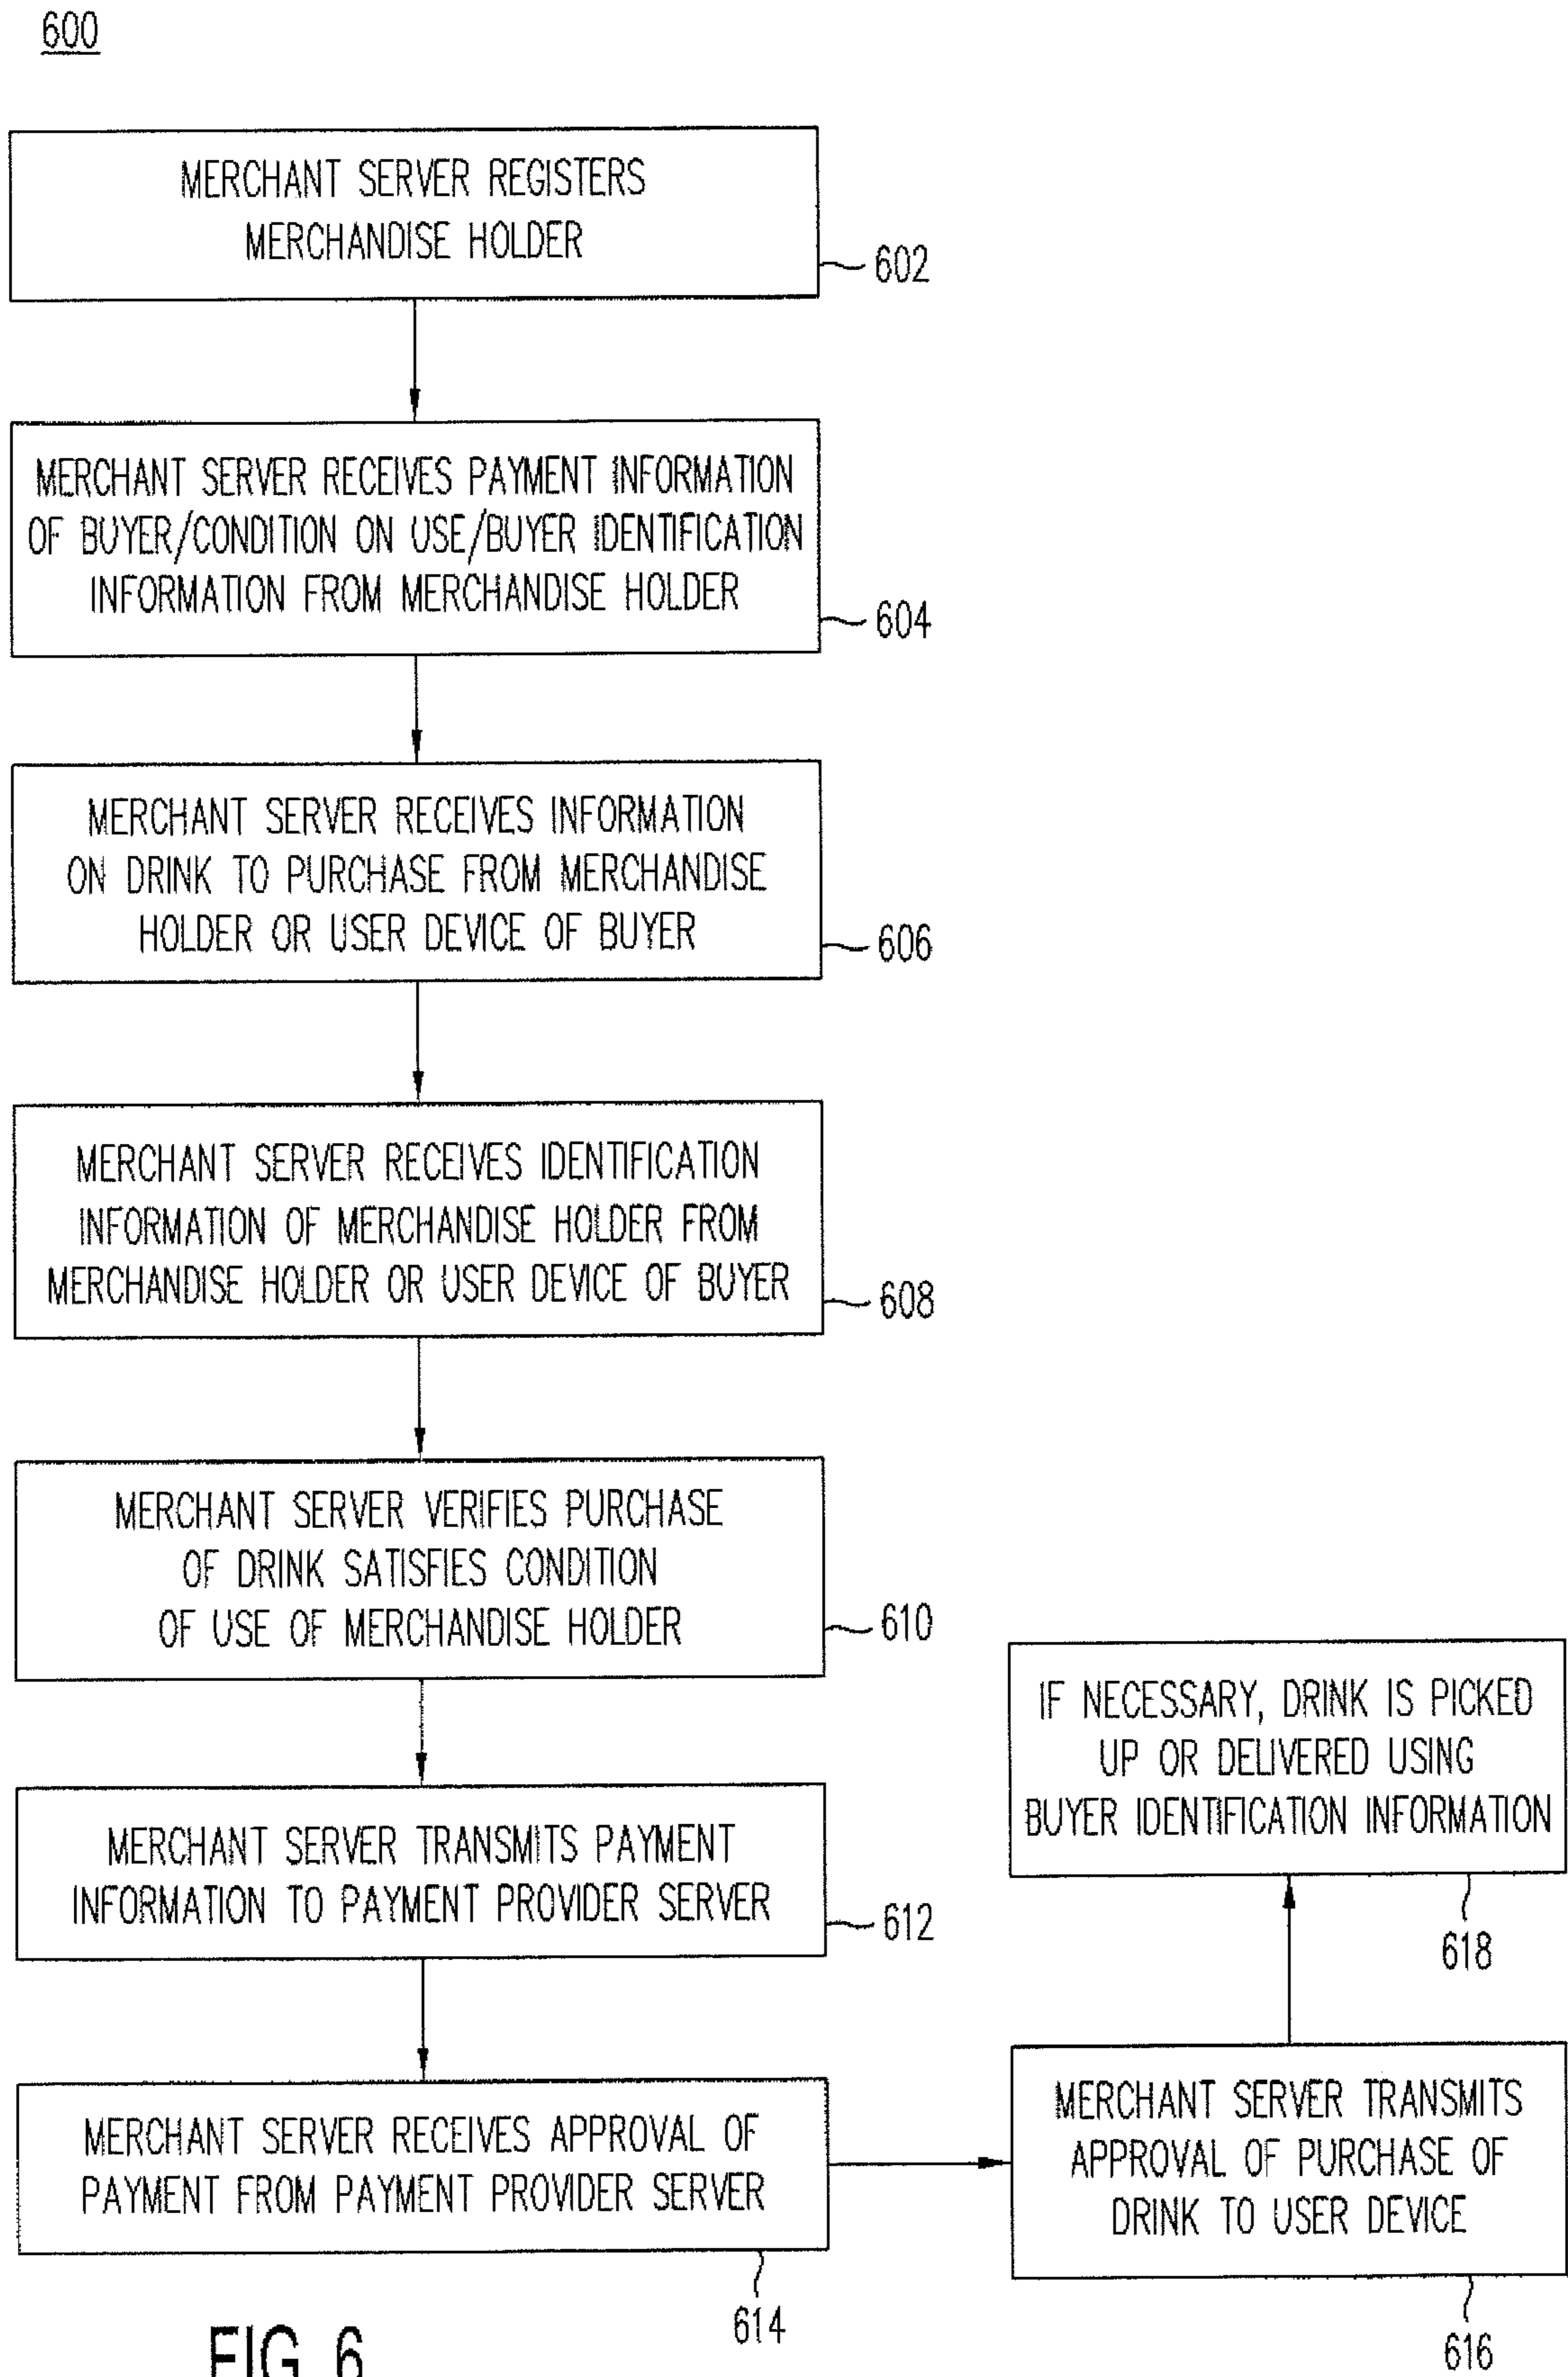 600
MERCHANT SERVER REGISTERS
MERCHANDISE HOLDER
602
MERCHANT SERVER RECEIVES PAYMENT INFORMATION
OF BUYER/CONDITION ON USE/BUYER IDENTIFICATION
INFORMATION FROM MERCHANDISE HOLDER
604
MERCHANT SERVER RECEIVES INFORMATION
ON DRINK TO PURCHASE FROM MERCHANDISE
HOLDER OR USER DEVICE OF BUYER
606
MERCHANT SERVER RECEIVES IDENTIFICATION
INFORMATION OF MERCHANDISE HOLDER FROM
MERCHANDISE HOLDER OR USER DEVICE OF BUYER
608
MERCHANT SERVER VERIFIES PURCHASE
OF DRINK SATISFIES CONDITION
OF USE OF MERCHANDISE HOLDER
610
MERCHANT SERVER TRANSMITS PAYMENT
INFORMATION TO PAYMENT PROVIDER SERVER
612
MERCHANT SERVER RECEIVES APPROVAL OF
PAYMENT FROM PAYMENT PROVIDER SERVER
614
MERCHANT SERVER TRANSMITS
APPROVAL OF PURCHASE OF
DRINK TO USER DEVICE
616
IF NECESSARY, DRINK IS PICKED
UP OR DELIVERED USING
BUYER IDENTIFICATION INFORMATION
618
FIG. 6